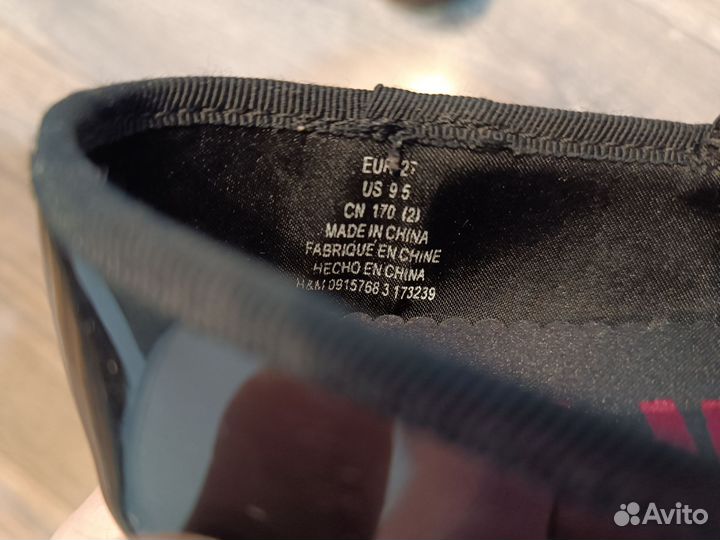 EUR 27
US 9.5
CN 170 (2)
MADE IN CHINA
FABRIQUÉ EN CHINE
HECHO EN CHINA
H&M 0915768 3 173239
Avito